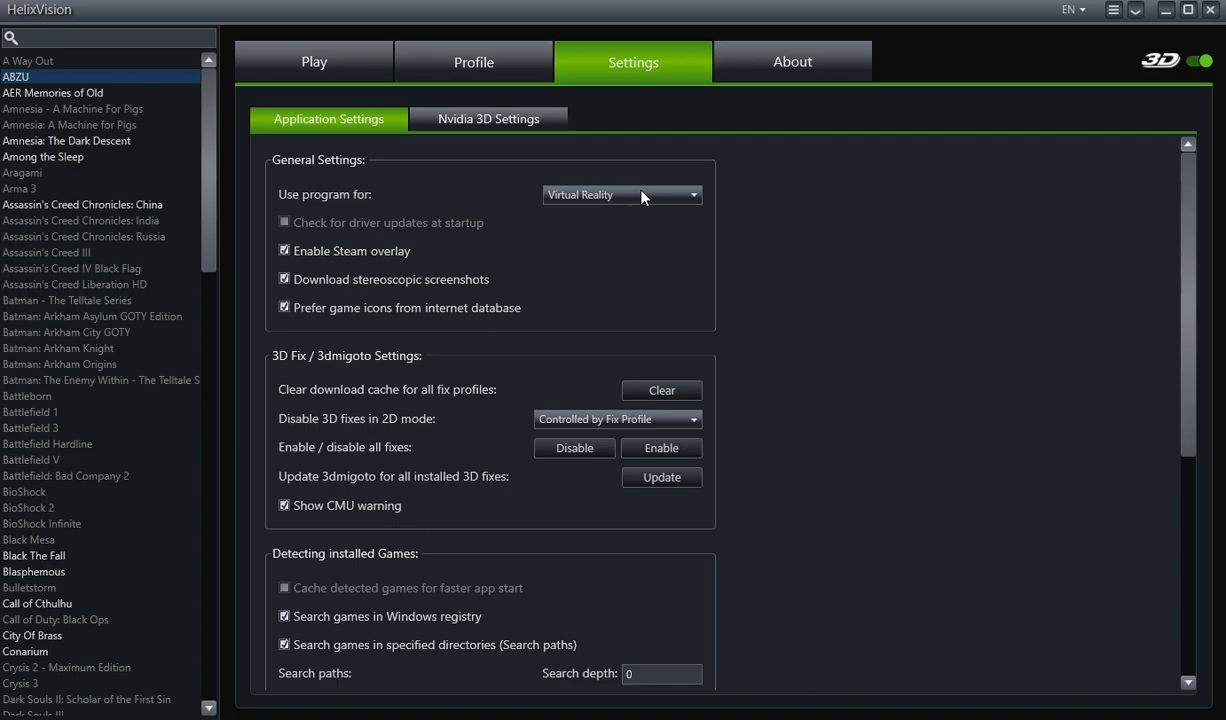 HelixVision
EN
Play
Profile
Settings
About
3D
A Way Out
ABZU
AER Memories of Old
Amnesia - A Machine For Pigs
Amnesia: A Machine for Pigs
Amnesia: The Dark Descent
Among the Sleep
Aragami
Arma 3
Assassin's Creed Chronicles: China
Assassin's Creed Chronicles: India
Assassin's Creed Chronicles: Russia
Assassin's Creed III
Assassin's Creed IV Black Flag
Assassin's Creed Liberation HD
Batman - The Telltale Series
Batman: Arkham Asylum GOTY Edition
Batman: Arkham City GOTY
Batman: Arkham Knight
Batman: Arkham Origins
Batman: The Enemy Within - The Telltale S
Battleborn
Battlefield 1
Battlefield 3
Battlefield Hardline
Battlefield V
Battlefield: Bad Company 2
BioShock
BioShock 2
BioShock Infinite
Black Mesa
Black The Fall
Blasphemous
Bulletstorm
Call of Cthulhu
Call of Duty: Black Ops
City Of Brass
Conarium
Crysis 2 - Maximum Edition
Crysis 3
Dark Souls II: Scholar of the First Sin
Dark Souls III
Application Settings
Nvidia 3D Settings
General Settings:
Use program for: Virtual Reality
Check for driver updates at startup
Enable Steam overlay
Download stereoscopic screenshots
Prefer game icons from internet database
3D Fix / 3dmigoto Settings:
Clear download cache for all fix profiles: Clear
Disable 3D fixes in 2D mode: Controlled by Fix Profile
Enable / disable all fixes: Disable Enable
Update 3dmigoto for all installed 3D fixes: Update
Show CMU warning
Detecting installed Games:
Cache detected games for faster app start
Search games in Windows registry
Search games in specified directories (Search paths)
Search paths: Search depth: 0